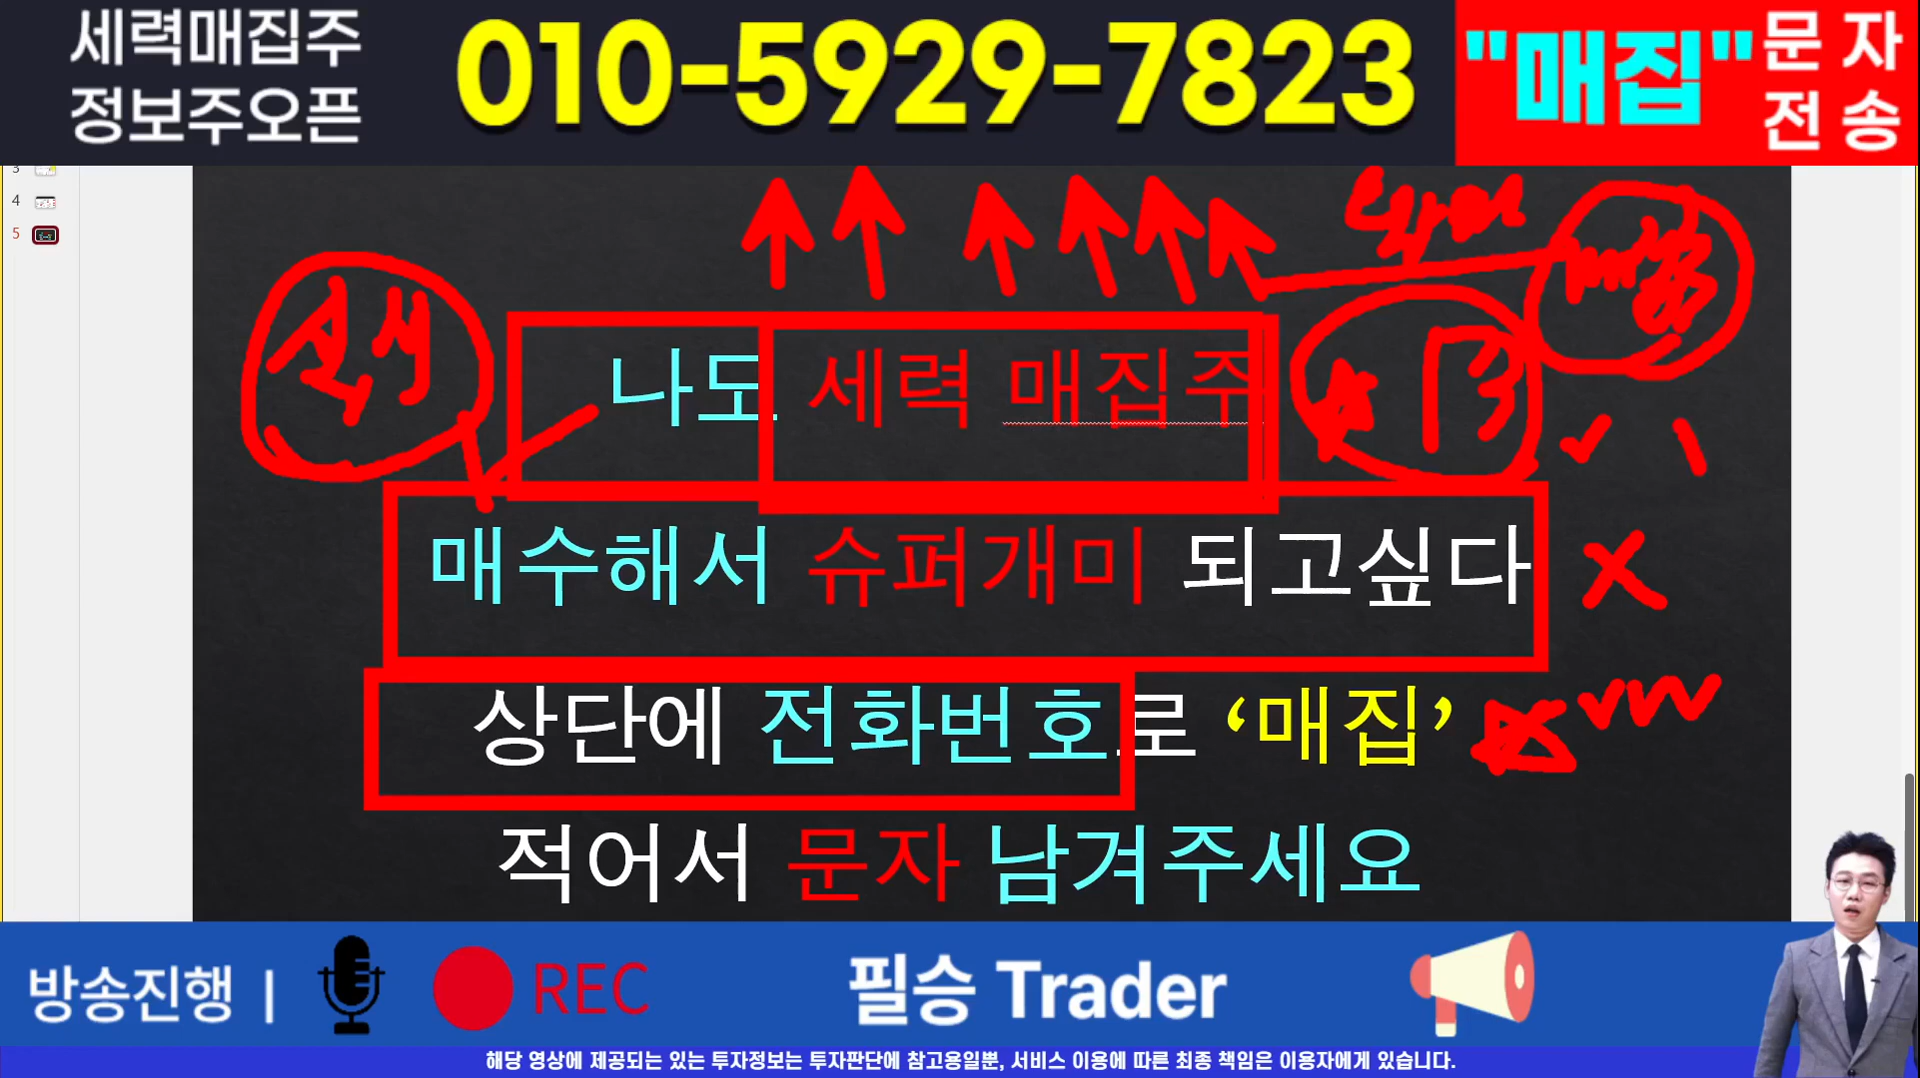 세력매집주
정보주오픈
010-5929-7823
"매집"
문자
전송
3
4
5
나도 세력 매집주
매수해서 슈퍼개미 되고싶다
상단에 전화번호로 ‘매집’
적어서 문자 남겨주세요
방송진행 |
REC
필승 Trader
해당 영상에 제공되는 있는 투자정보는 투자판단에 참고용일뿐, 서비스 이용에 따른 최종 책임은 이용자에게 있습니다.